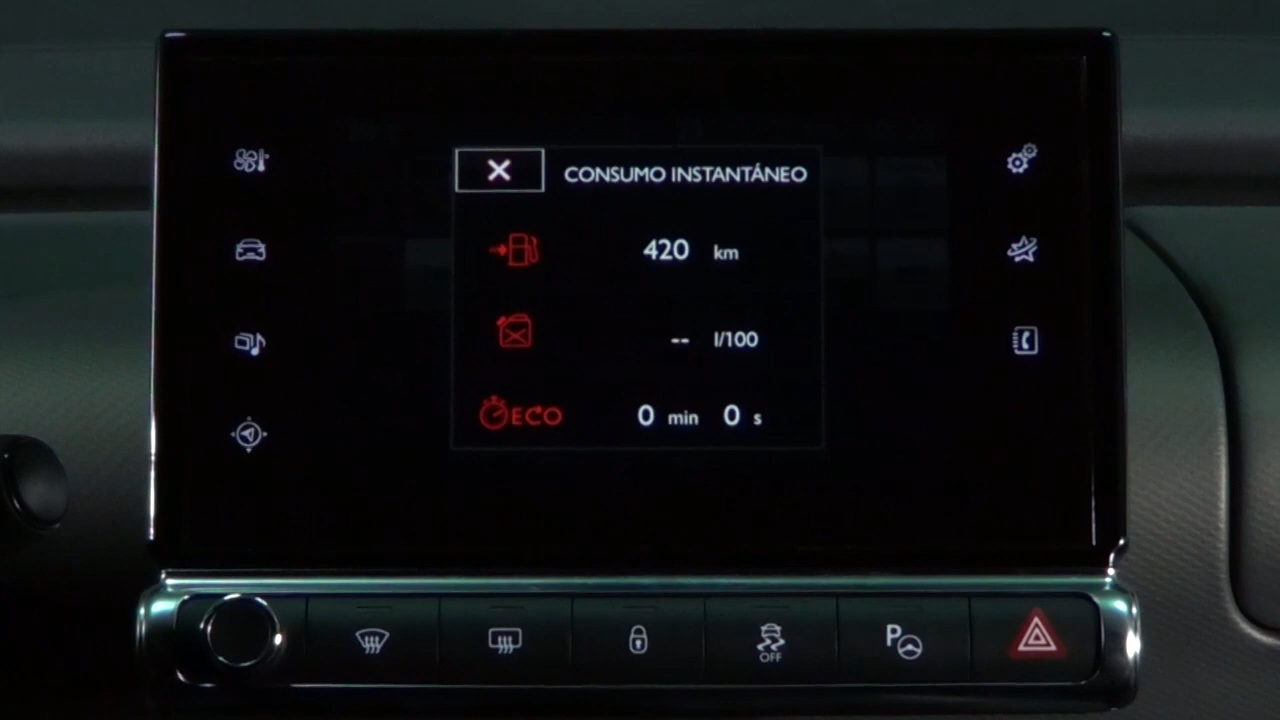 CONSUMO INSTANTÁNEO
420 km
-- l/100
ECO 0 min 0 s
OFF
P